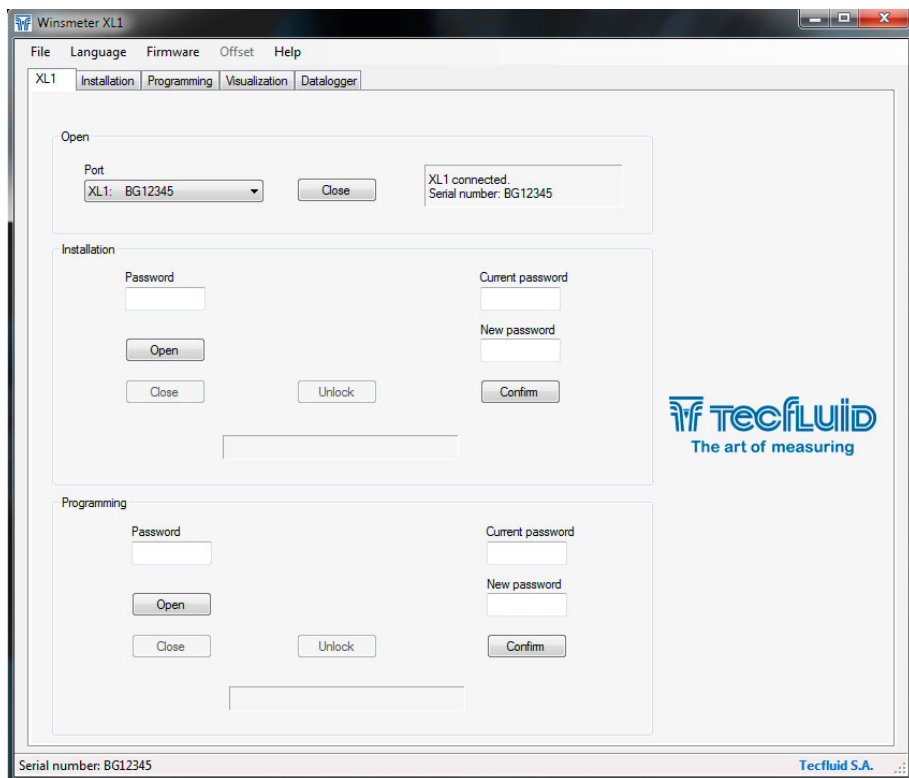 Winsmeter XL1
File Language Firmware Offset Help
XL1 Installation Programming Visualization Datalogger
Open
Port
XL1: BG12345
Close
XL1 connected.
Serial number: BG12345
Installation
Password
Current password
New password
Open
Close
Unlock
Confirm
TECFLUID
The art of measuring
Programming
Password
Current password
New password
Open
Close
Unlock
Confirm
Serial number: BG12345
Tecfluid S.A.